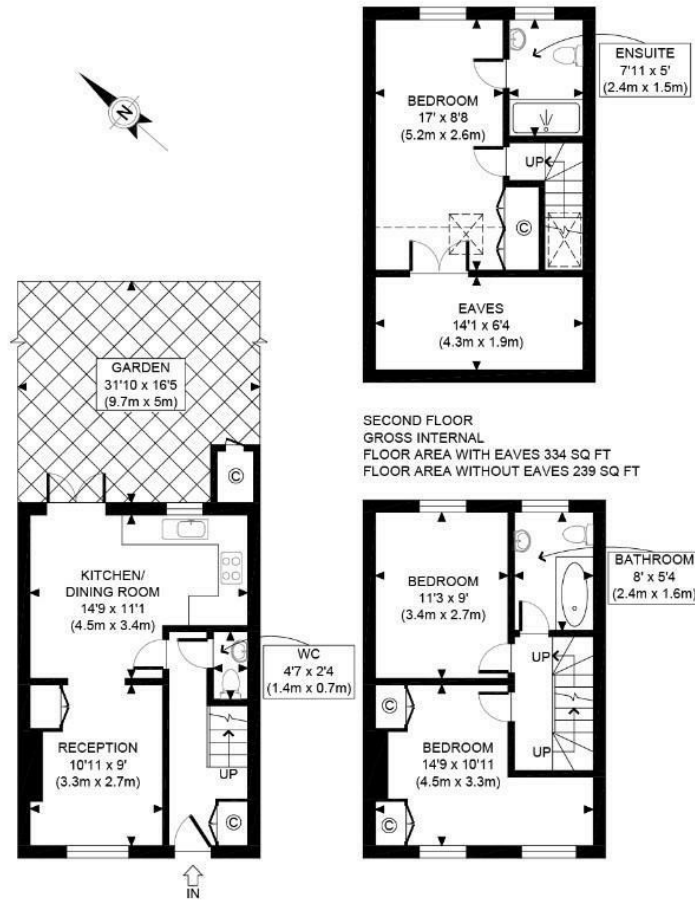 ENSUITE
7'11 x 5'
(2.4m x 1.5m)
BEDROOM
17' x 8'8
(5.2m x 2.6m)
UP
C
EAVES
14'1 x 6'4
(4.3m x 1.9m)
SECOND FLOOR
GROSS INTERNAL
FLOOR AREA WITH EAVES 334 SQ FT
FLOOR AREA WITHOUT EAVES 239 SQ FT
N
GARDEN
31'10 x 16'5
(9.7m x 5m)
C
KITCHEN/
DINING ROOM
14'9 x 11'1
(4.5m x 3.4m)
WC
4'7 x 2'4
(1.4m x 0.7m)
C
RECEPTION
10'11 x 9'
(3.3m x 2.7m)
UP
C
IN
BATHROOM
8' x 5'4
(2.4m x 1.6m)
BEDROOM
11'3 x 9'
(3.4m x 2.7m)
UP
UP
C
BEDROOM
14'9 x 10'11
(4.5m x 3.3m)
C